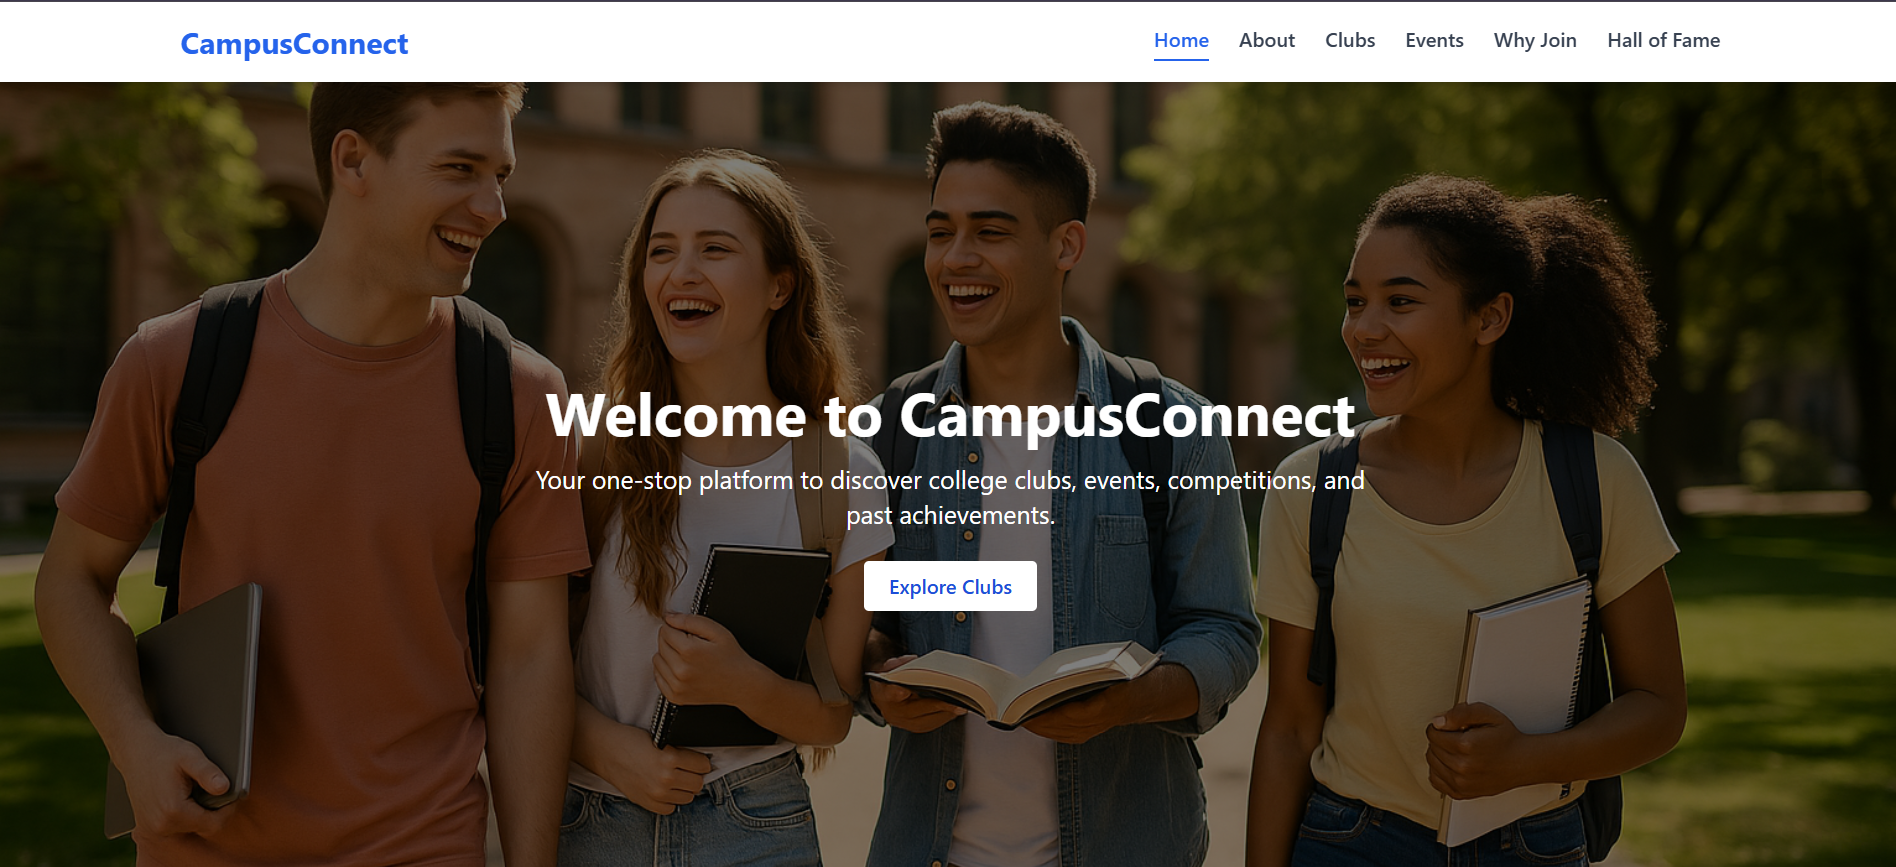 CampusConnect
Home
About
Clubs
Events
Why Join
Hall of Fame
Welcome to CampusConnect
Your one-stop platform to discover college clubs, events, competitions, and
past achievements.
Explore Clubs